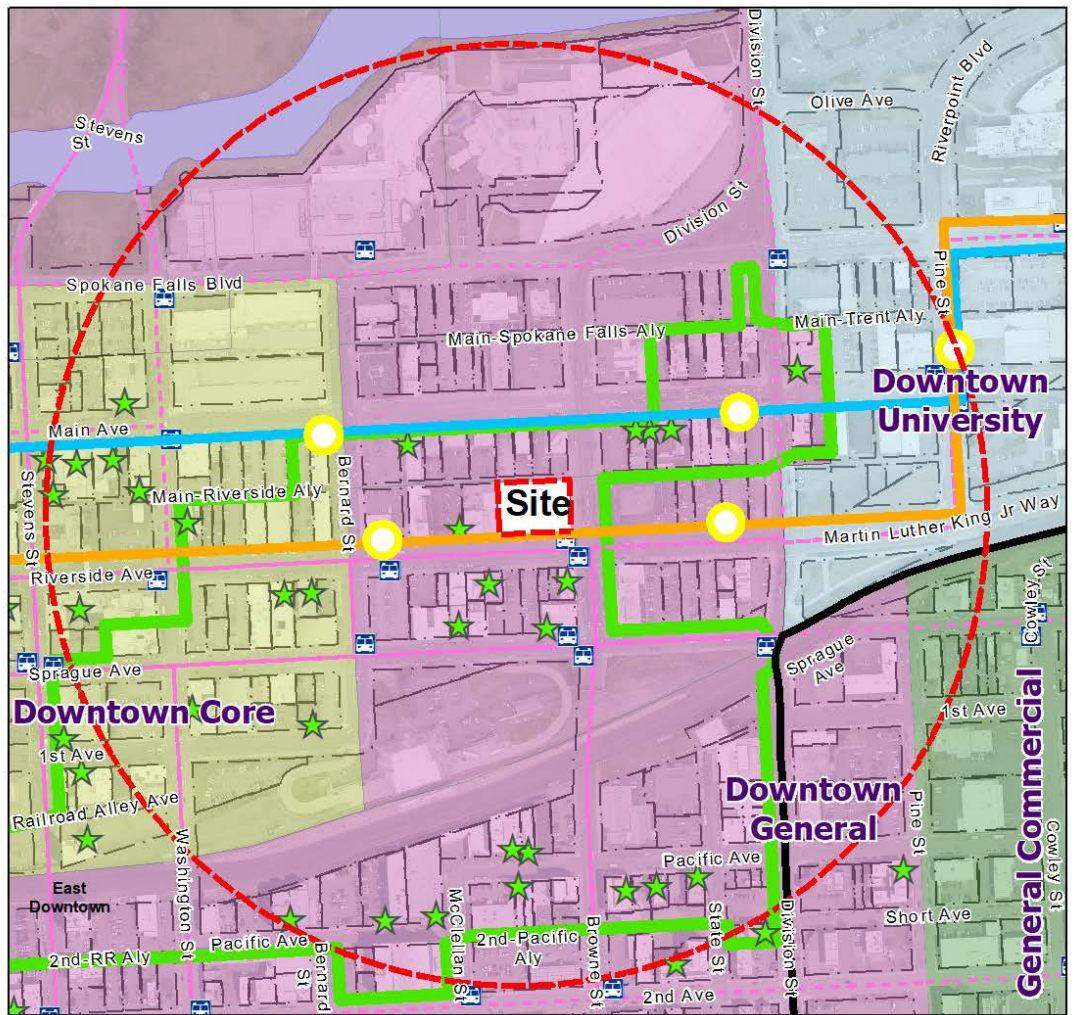 Division St
Stevens
St
Olive Ave
Riverpoint Blvd
Division St
Spokane Falls Blvd
Pine St
Main-Spokane Falls Aly
Main-Trent Aly
Downtown
University
Main Ave
Bernard St
Main-Riverside Aly
Stevens St
Site
Martin Luther King Jr Way
Riverside Ave
Cowley St
Sprague Ave
Sprague
Ave
Downtown Core
1st Ave
1st Ave
General Commercial
Railroad Alley Ave
Downtown
General
Pine St
Cowley St
Washington St
Pacific Ave
East
Downtown
McClellan St
Short Ave
Pacific Ave
2nd-Pacific
Aly
Browne St
State St
Division St
2nd-RR Aly
Bernard
St
2nd Ave